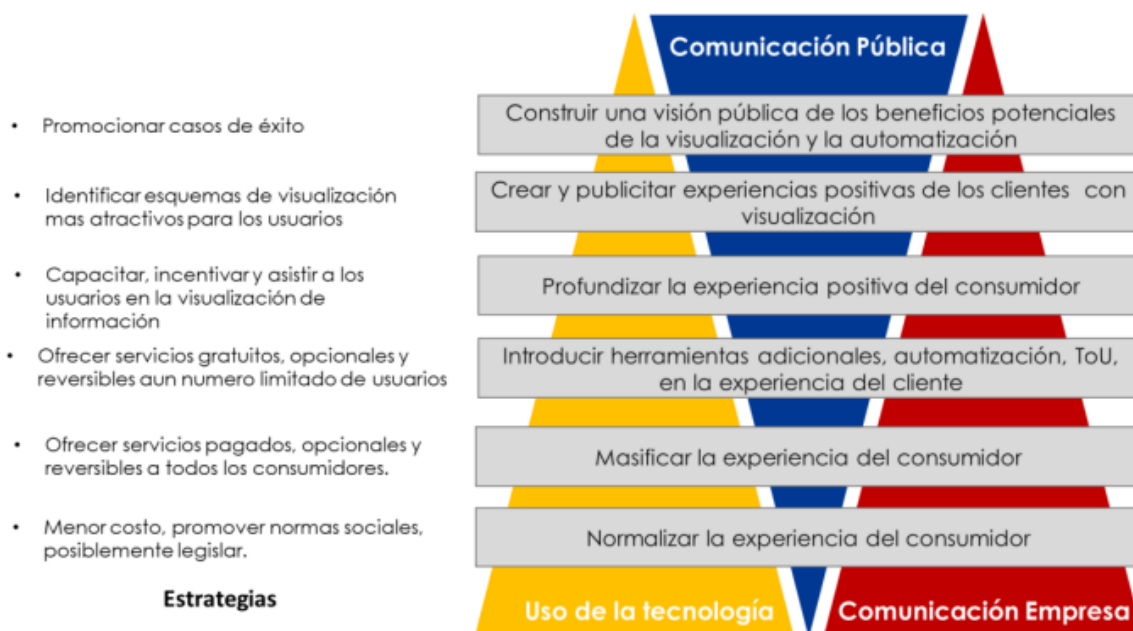 Comunicación Pública
• Promocionar casos de éxito
Construir una visión pública de los beneficios potenciales
de la visualización y la automatización
• Identificar esquemas de visualización
mas atractivos para los usuarios
Crear y publicitar experiencias positivas de los clientes con
visualización
• Capacitar, incentivar y asistir a los
usuarios en la visualización de
información
Profundizar la experiencia positiva del consumidor
• Ofrecer servicios gratuitos, opcionales y
reversibles aun numero limitado de usuarios
Introducir herramientas adicionales, automatización, ToU,
en la experiencia del cliente
• Ofrecer servicios pagados, opcionales y
reversibles a todos los consumidores.
Masificar la experiencia del consumidor
• Menor costo, promover normas sociales,
posiblemente legislar.
Normalizar la experiencia del consumidor
Estrategias
Uso de la tecnología
Comunicación Empresa